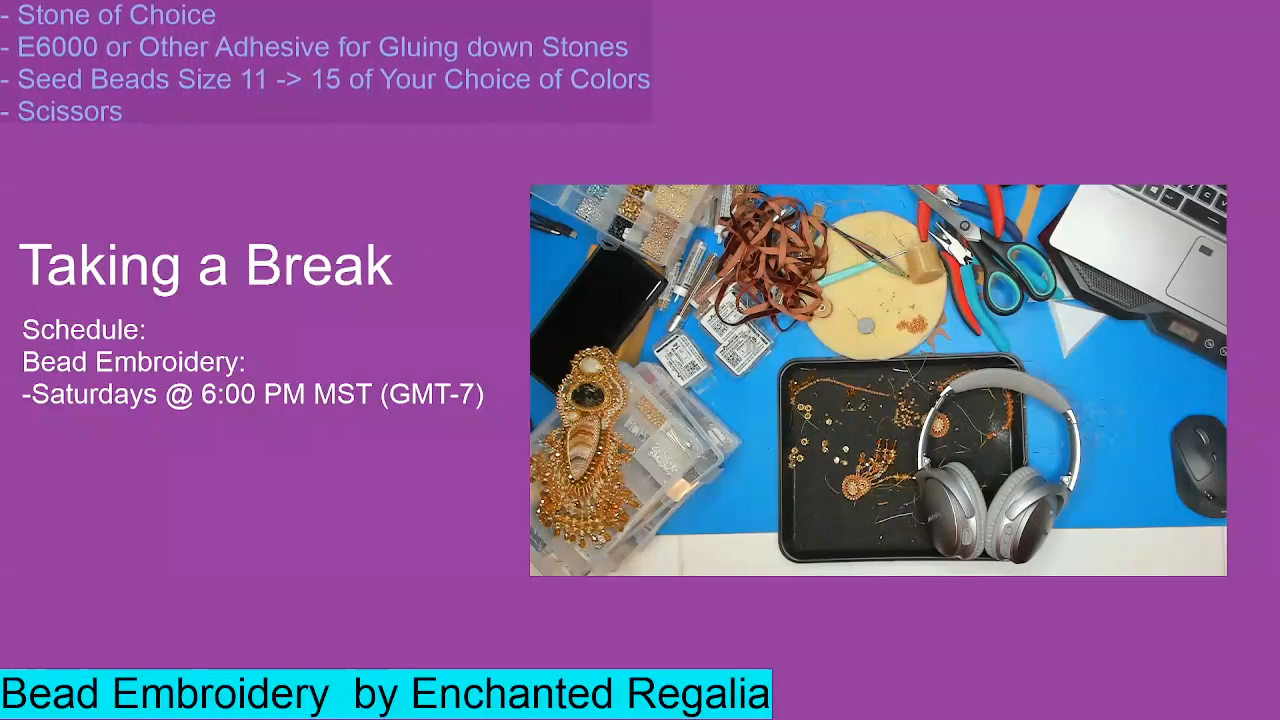 - Stone of Choice
- E6000 or Other Adhesive for Gluing down Stones
- Seed Beads Size 11 -> 15 of Your Choice of Colors
- Scissors
Taking a Break
Schedule:
Bead Embroidery:
-Saturdays @ 6:00 PM MST (GMT-7)
Bead Embroidery  by Enchanted Regalia